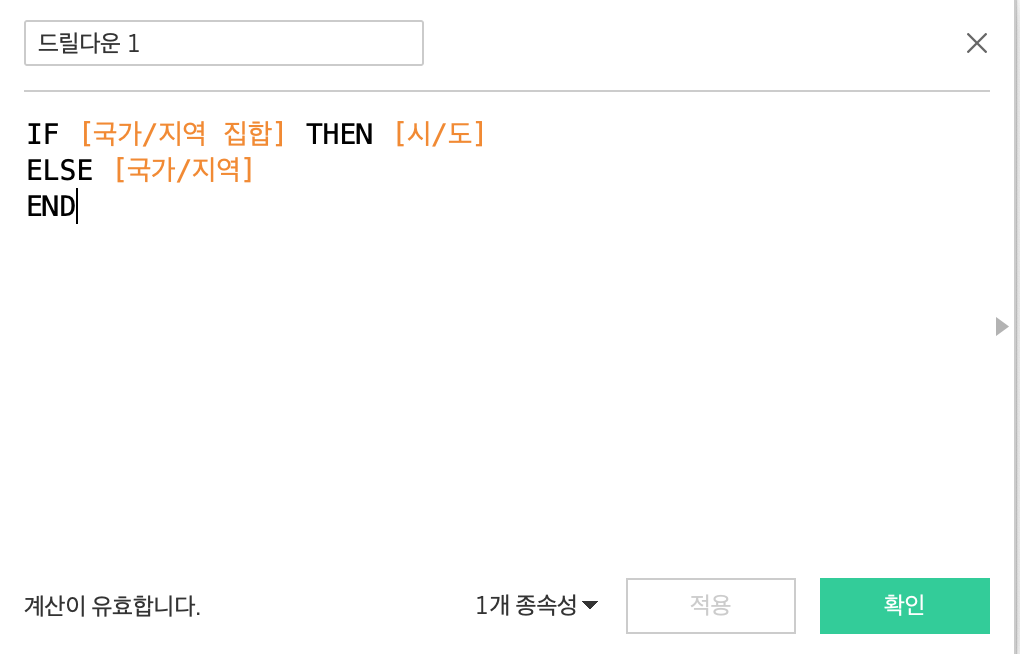 드릴다운 1
IF [국가/지역 집합] THEN [시/도]
ELSE [국가/지역]
END
계산이 유효합니다.
1개 종속성
적용
확인